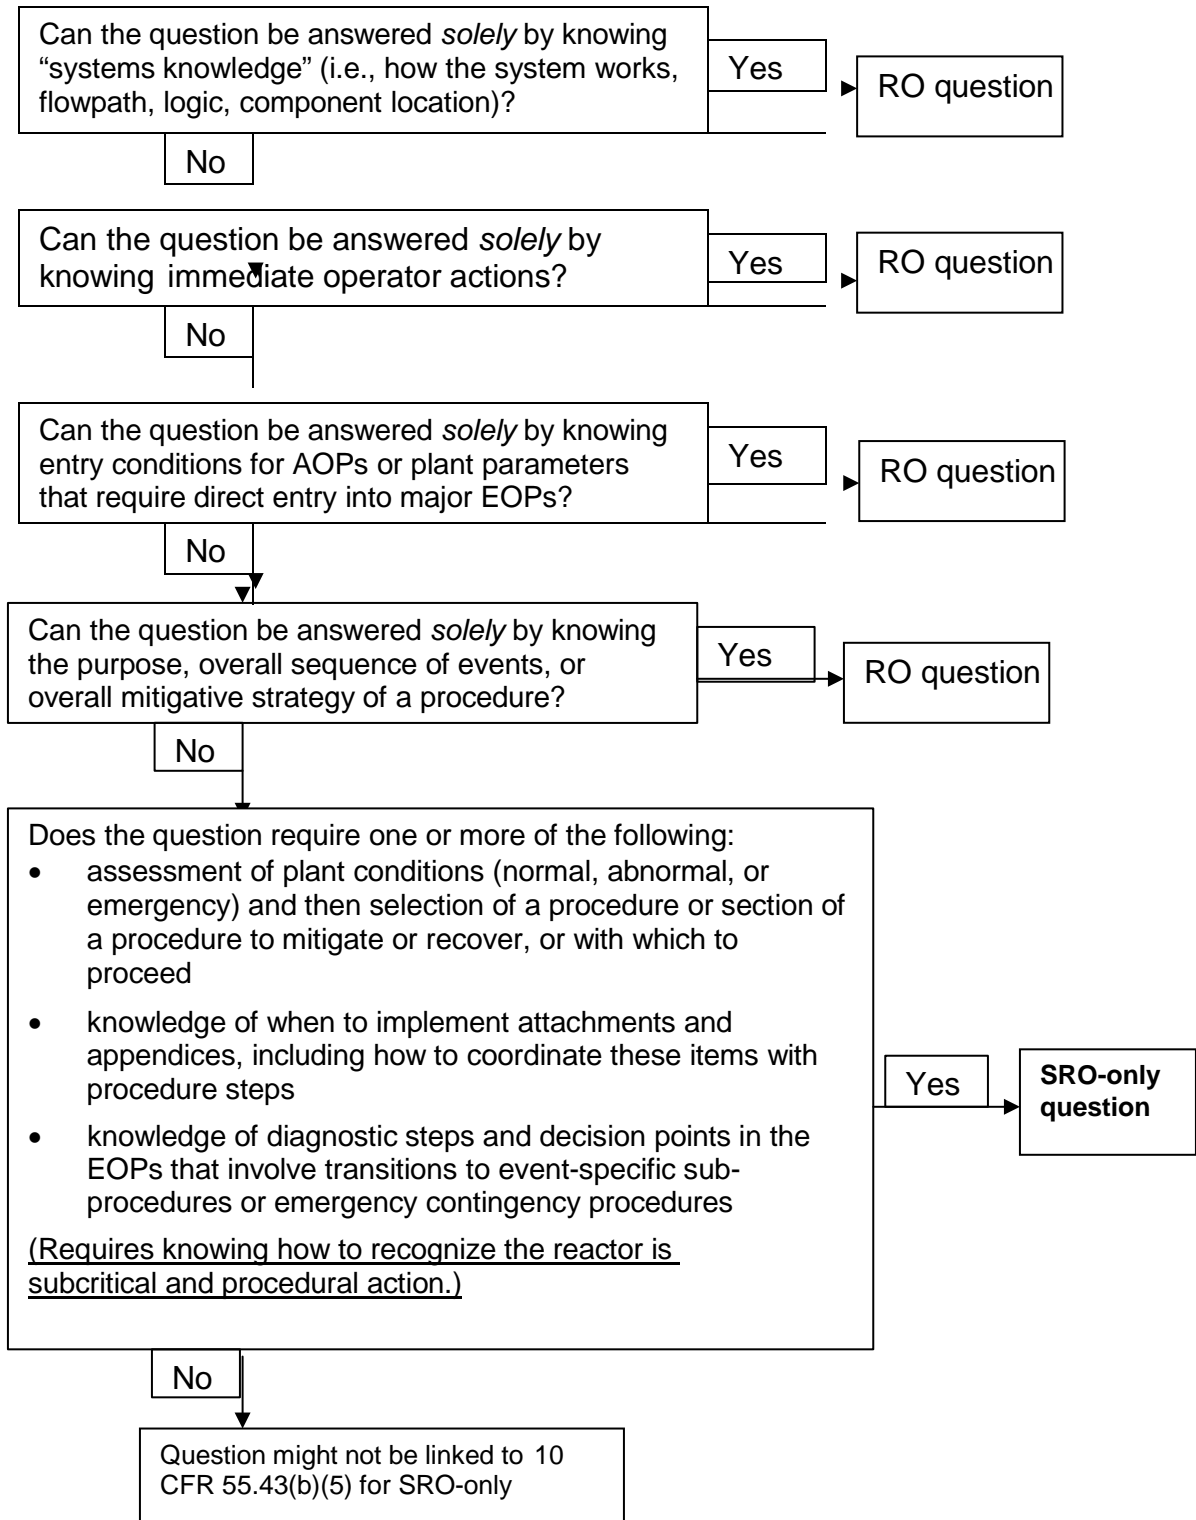 Can the question be answered solely by knowing
“systems knowledge” (i.e., how the system works,
flowpath, logic, component location)?
Yes
RO question
No
Can the question be answered solely by
knowing immediate operator actions?
Yes
RO question
No
Can the question be answered solely by knowing
entry conditions for AOPs or plant parameters
that require direct entry into major EOPs?
Yes
RO question
No
Can the question be answered solely by knowing
the purpose, overall sequence of events, or
overall mitigative strategy of a procedure?
Yes
RO question
No
Does the question require one or more of the following:
• assessment of plant conditions (normal, abnormal, or
emergency) and then selection of a procedure or section of
a procedure to mitigate or recover, or with which to
proceed
• knowledge of when to implement attachments and
appendices, including how to coordinate these items with
procedure steps
• knowledge of diagnostic steps and decision points in the
EOPs that involve transitions to event-specific sub-
procedures or emergency contingency procedures
(Requires knowing how to recognize the reactor is
subcritical and procedural action.)
Yes
SRO-only
question
No
Question might not be linked to 10
CFR 55.43(b)(5) for SRO-only